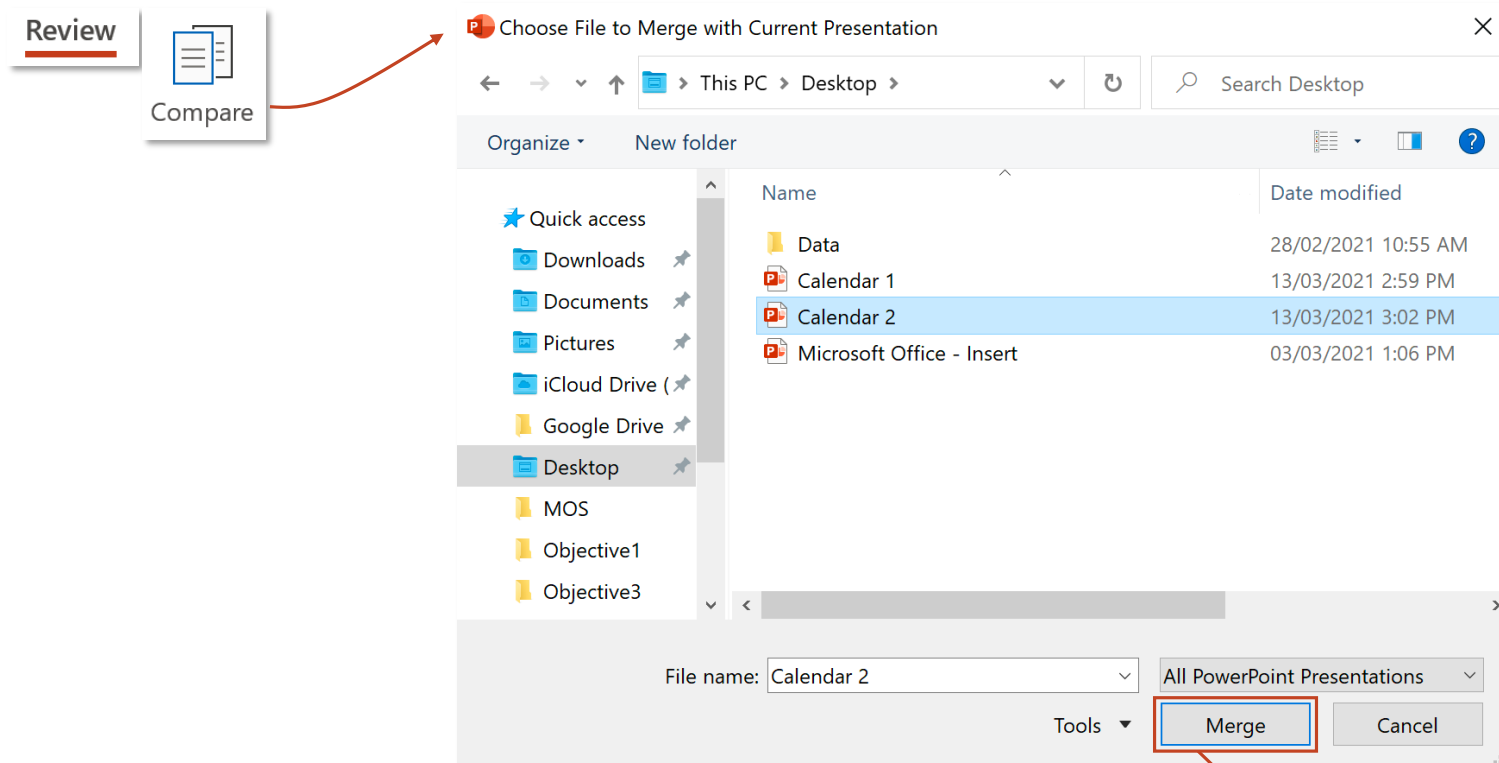 Review
Compare
Choose File to Merge with Current Presentation
This PC > Desktop >
Search Desktop
Organize
New folder
Name
Date modified
Quick access
Downloads
Documents
Pictures
iCloud Drive (
Google Drive
Desktop
MOS
Objective1
Objective3
Data 28/02/2021 10:55 AM
Calendar 1 13/03/2021 2:59 PM
Calendar 2 13/03/2021 3:02 PM
Microsoft Office - Insert 03/03/2021 1:06 PM
File name: Calendar 2
All PowerPoint Presentations
Tools
Merge
Cancel